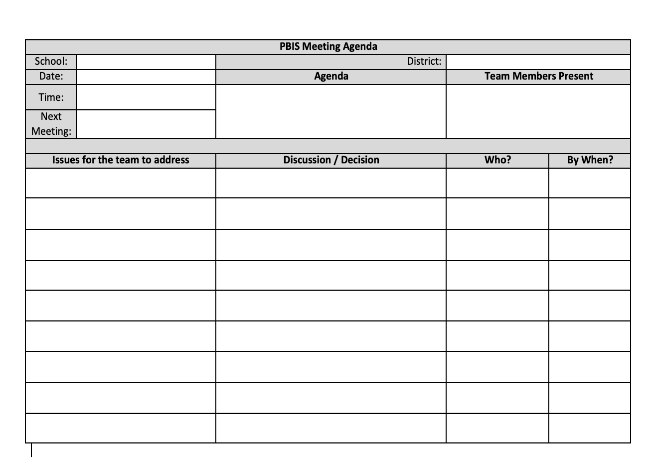 PBIS Meeting Agenda
School:
District:
Date:
Agenda
Team Members Present
Time:
Next
Meeting:
Issues for the team to address
Discussion / Decision
Who?
By When?